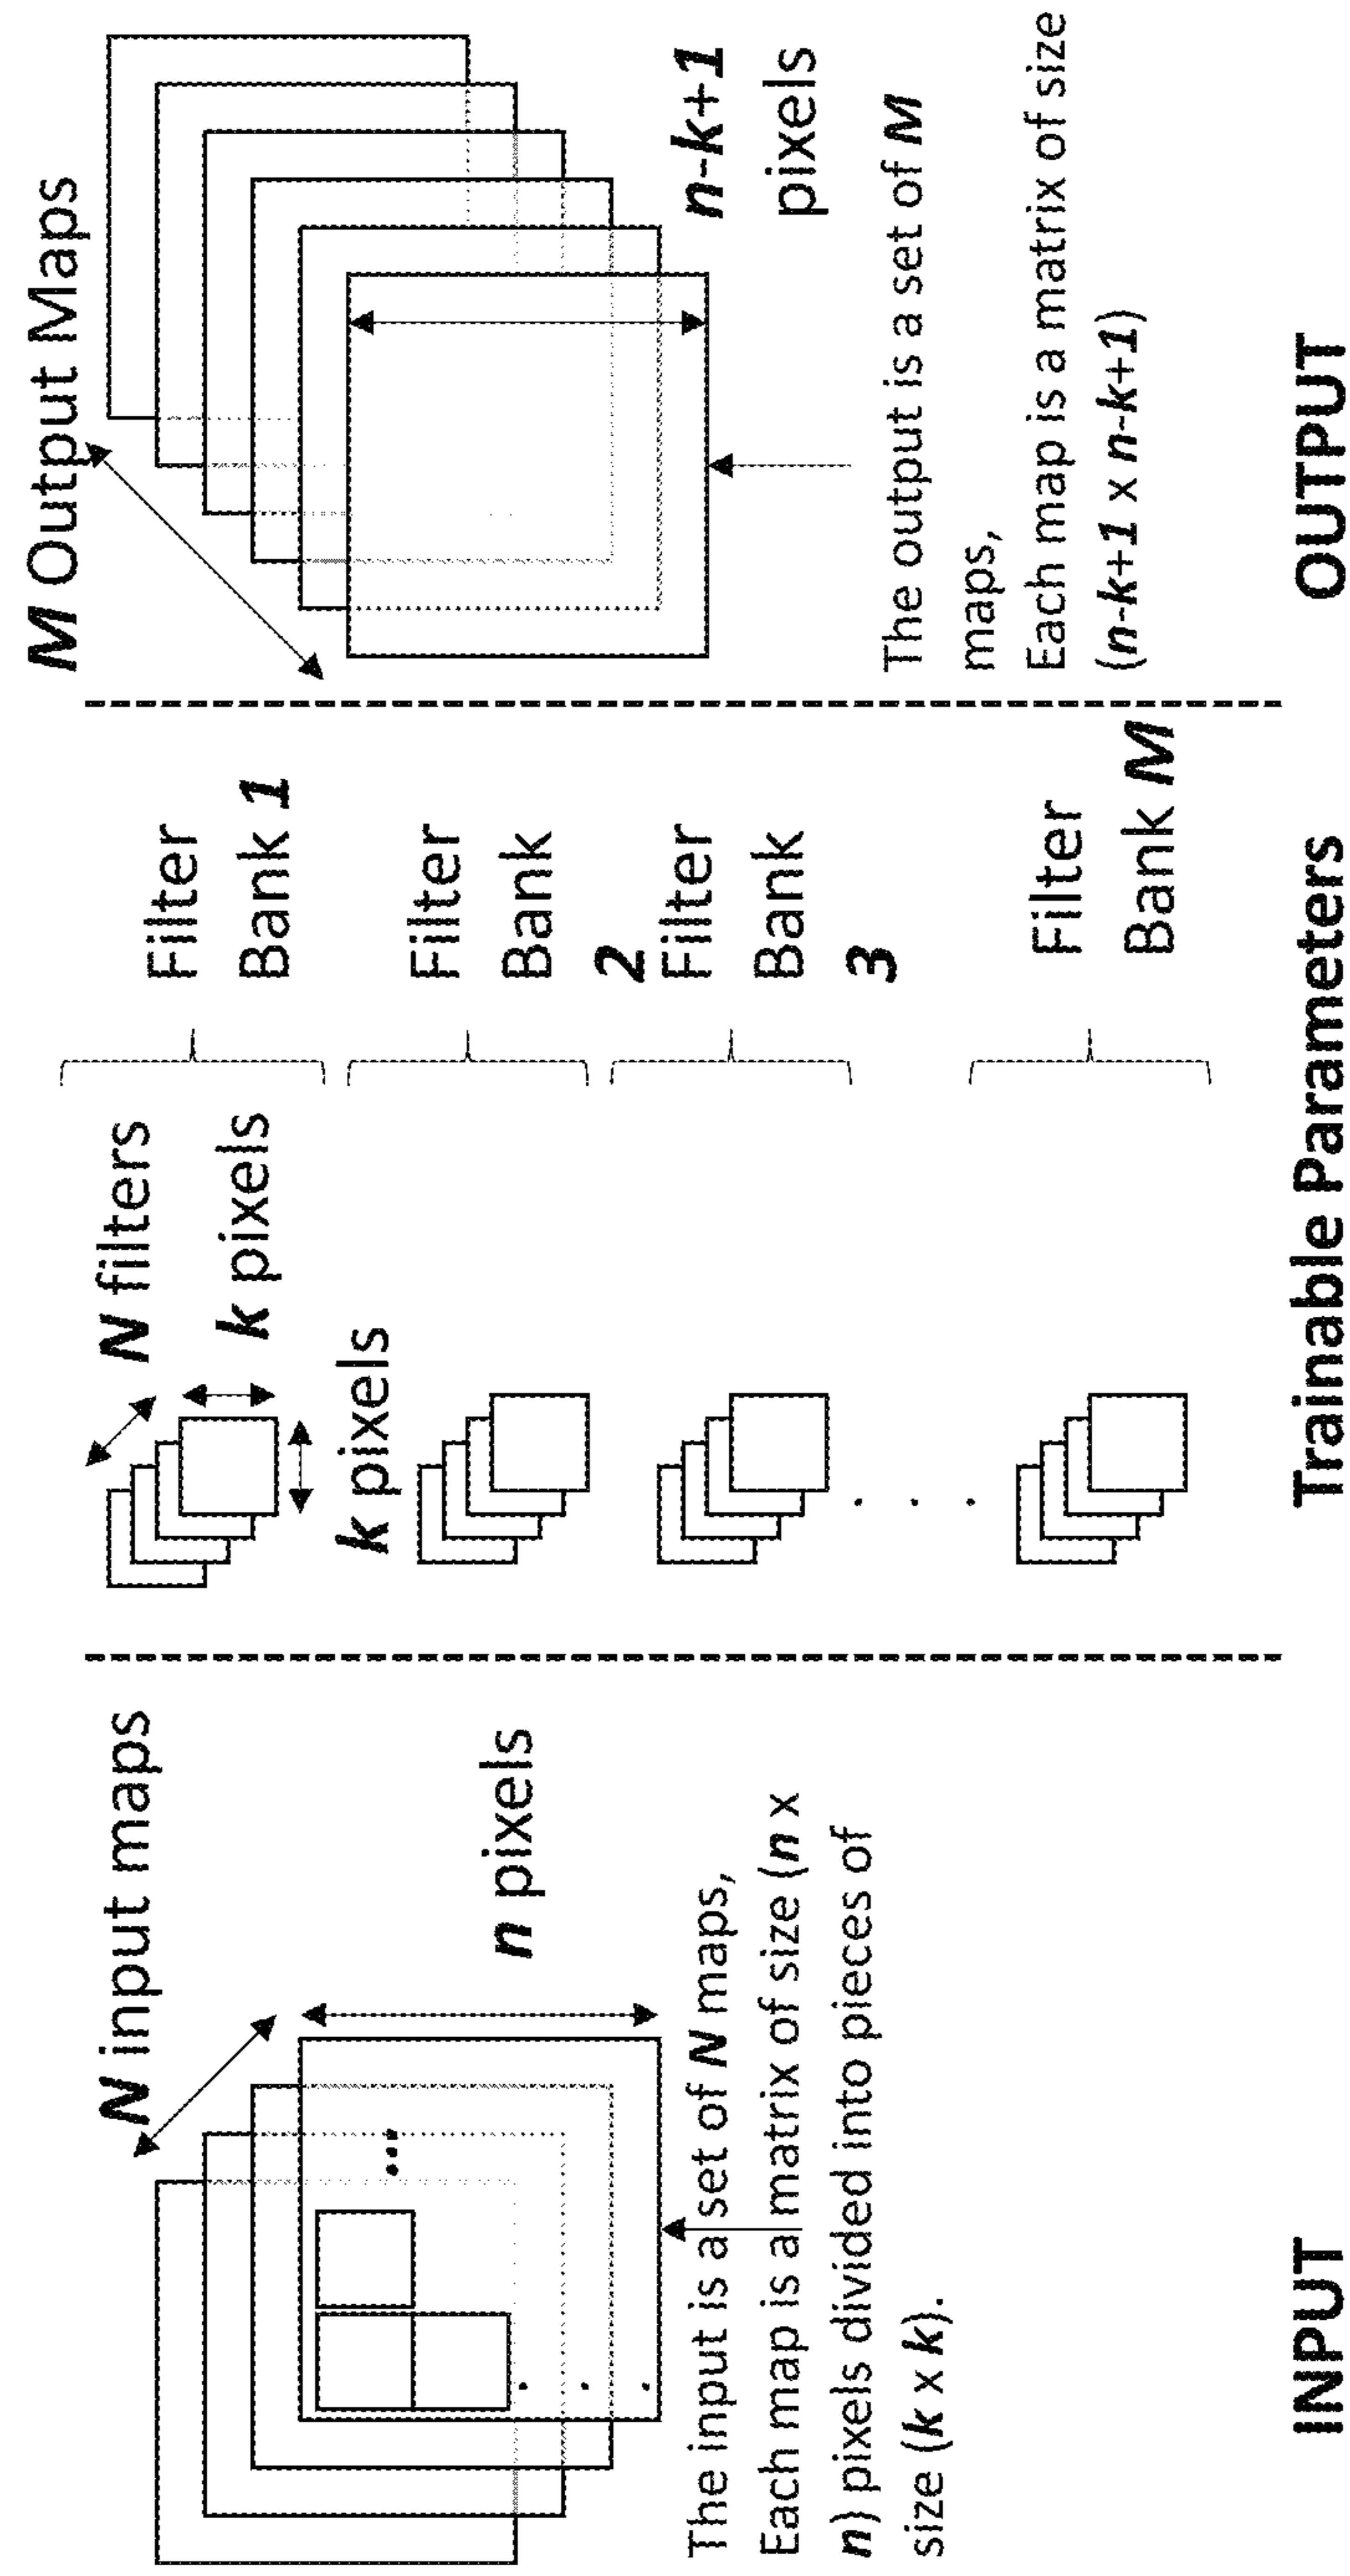 N input maps
n pixels
The input is a set of N maps,
Each map is a matrix of size (n x
n) pixels divided into pieces of
size (k x k).
INPUT
N filters
k pixels
k pixels
Filter
Bank 1
Filter
Bank
2
Filter
Bank
3
Filter
Bank M
Trainable Parameters
M Output Maps
n-k+1
pixels
The output is a set of M
maps,
Each map is a matrix of size
(n-k+1 x n-k+1)
OUTPUT